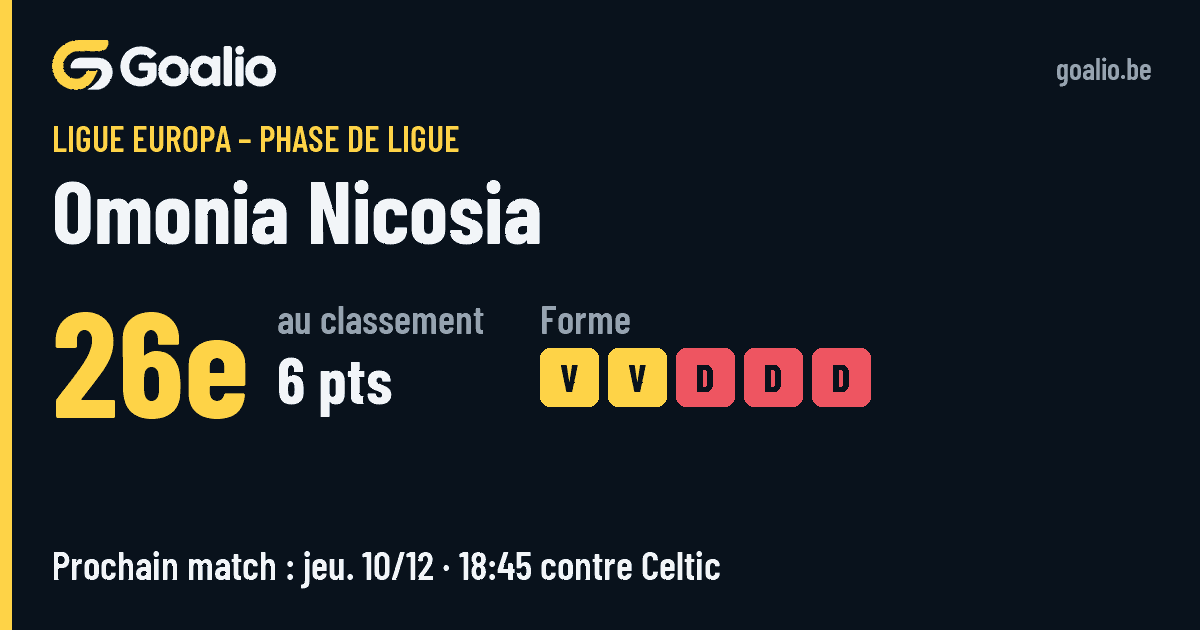 Goalio
goalio.be
LIGUE EUROPA – PHASE DE LIGUE
Omonia Nicosia
26e
au classement
6 pts
Forme
V V D D D
Prochain match : jeu. 10/12 · 18:45 contre Celtic